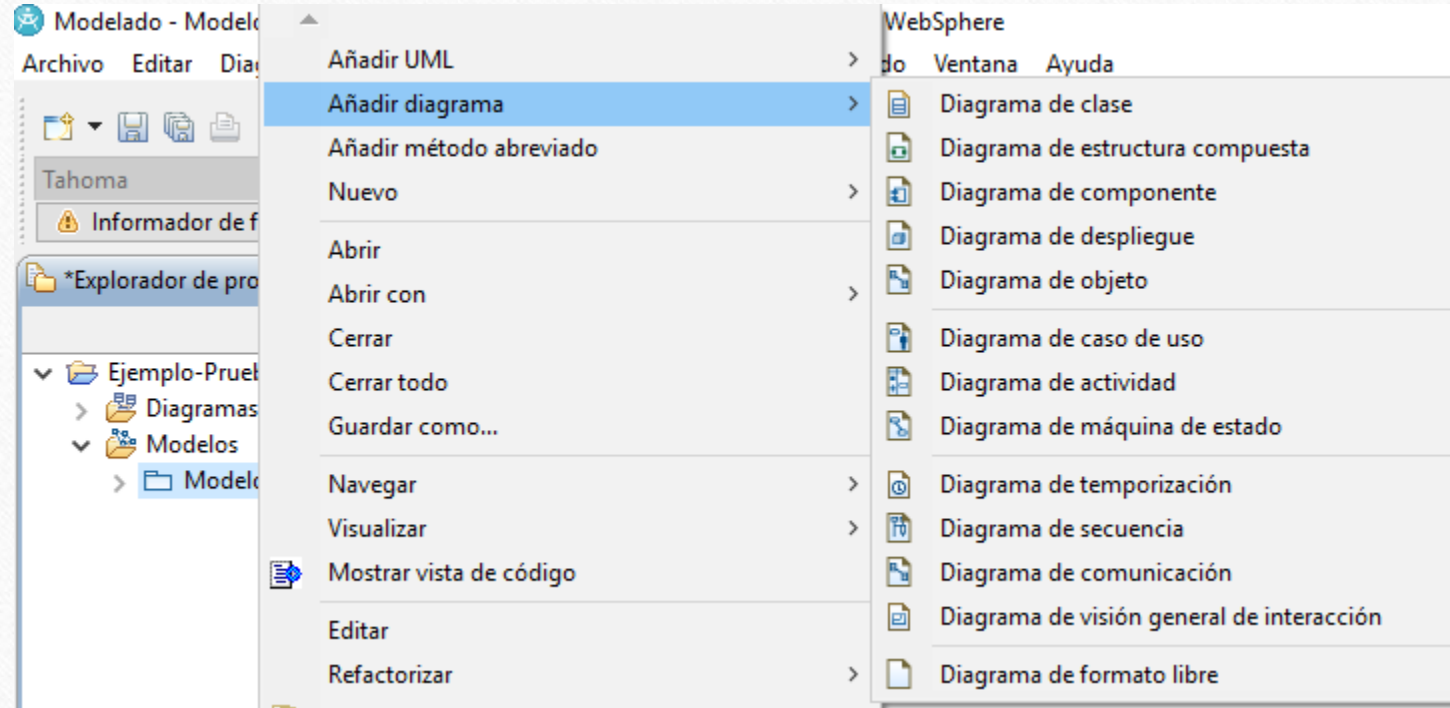 Modelado - Modelo
WebSphere
Archivo Editar Dia
do Ventana Ayuda
Tahoma
Informador de f
*Explorador de pro
Ejemplo-Prueb
Diagramas
Modelos
Modelo
Añadir UML
Añadir diagrama
Añadir método abreviado
Nuevo
Abrir
Abrir con
Cerrar
Cerrar todo
Guardar como...
Navegar
Visualizar
Mostrar vista de código
Editar
Refactorizar
Diagrama de clase
Diagrama de estructura compuesta
Diagrama de componente
Diagrama de despliegue
Diagrama de objeto
Diagrama de caso de uso
Diagrama de actividad
Diagrama de máquina de estado
Diagrama de temporización
Diagrama de secuencia
Diagrama de comunicación
Diagrama de visión general de interacción
Diagrama de formato libre